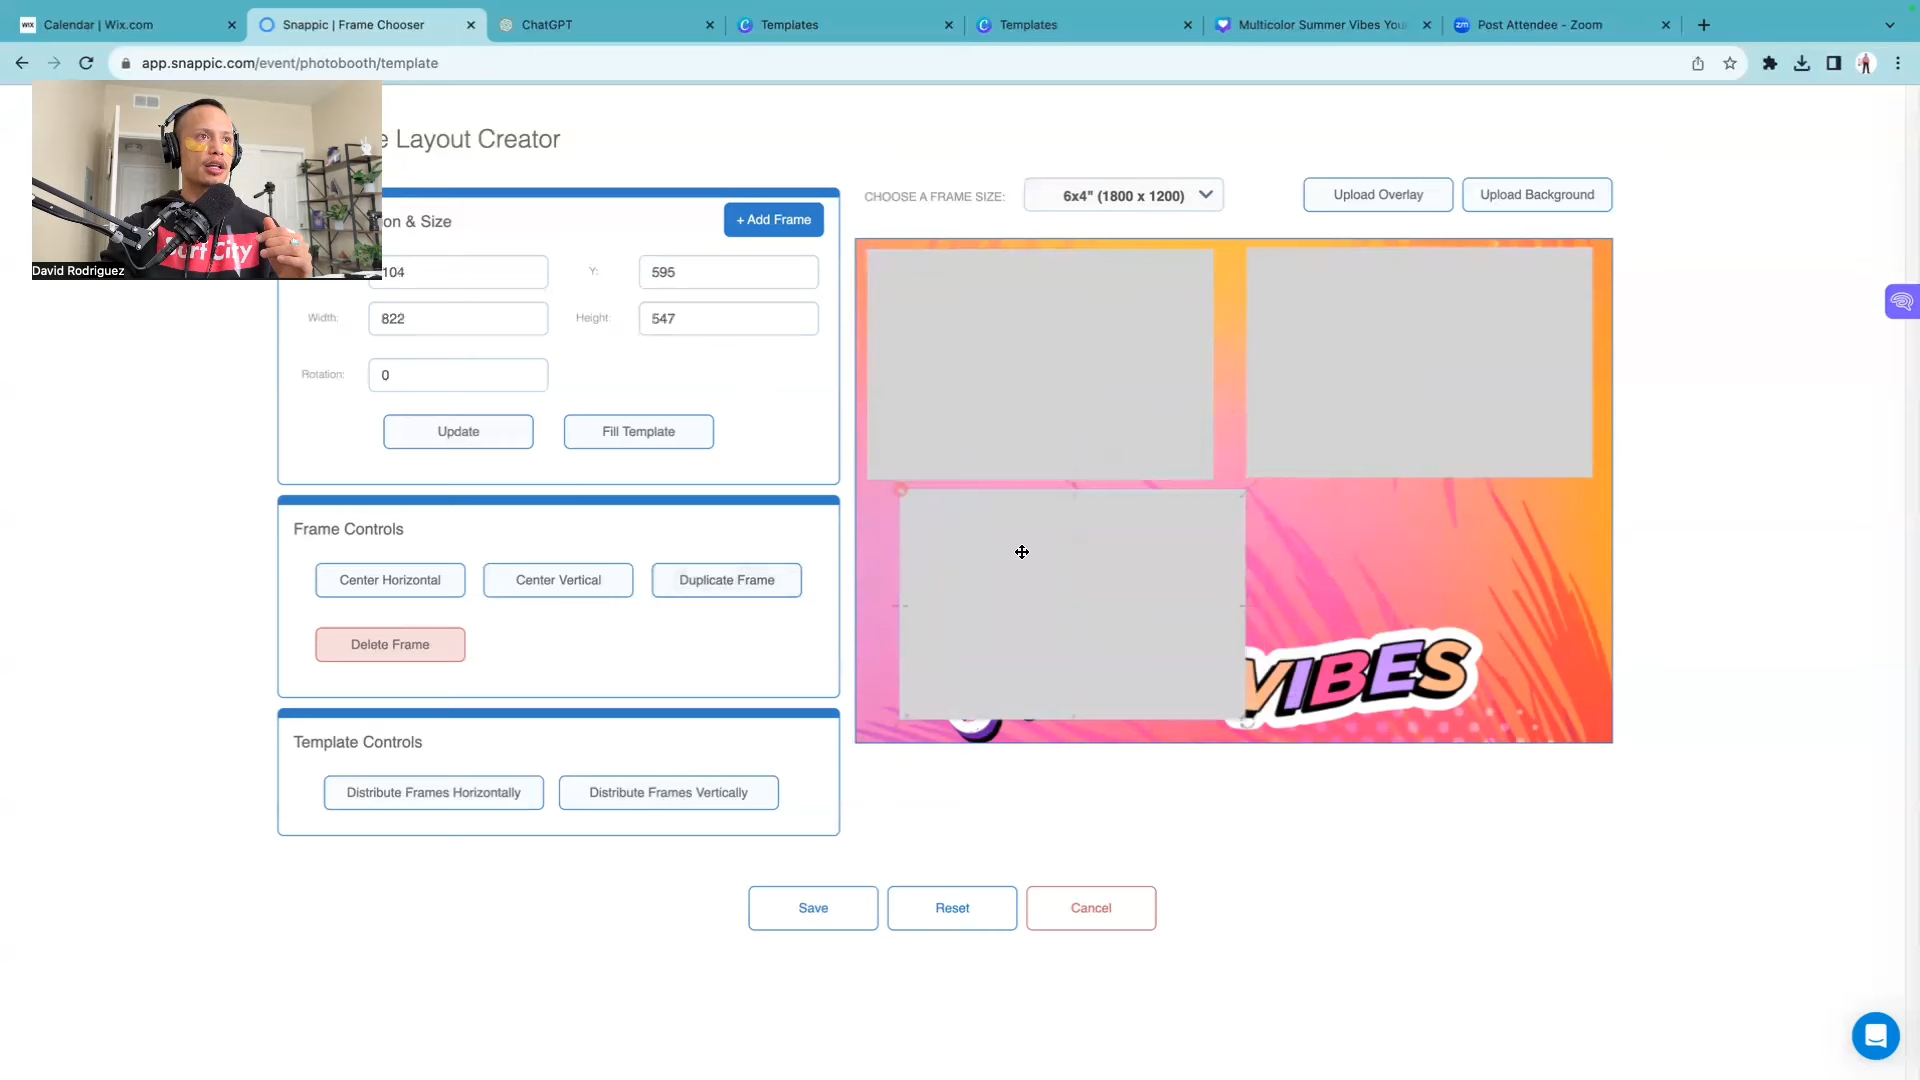 Calendar | Wix.com
Snappic | Frame Chooser
ChatGPT
Templates
Templates
Multicolor Summer Vibes You
Post Attendee - Zoom
app.snappic.com/event/photobooth/template
e Layout Creator
Surf City
David Rodriguez
on & Size
+ Add Frame
104
Y:
595
Width:
822
Height:
547
Rotation:
0
Update
Fill Template
CHOOSE A FRAME SIZE:
6x4" (1800 x 1200)
Upload Overlay
Upload Background
VIBES
Frame Controls
Center Horizontal
Center Vertical
Duplicate Frame
Delete Frame
Template Controls
Distribute Frames Horizontally
Distribute Frames Vertically
Save
Reset
Cancel